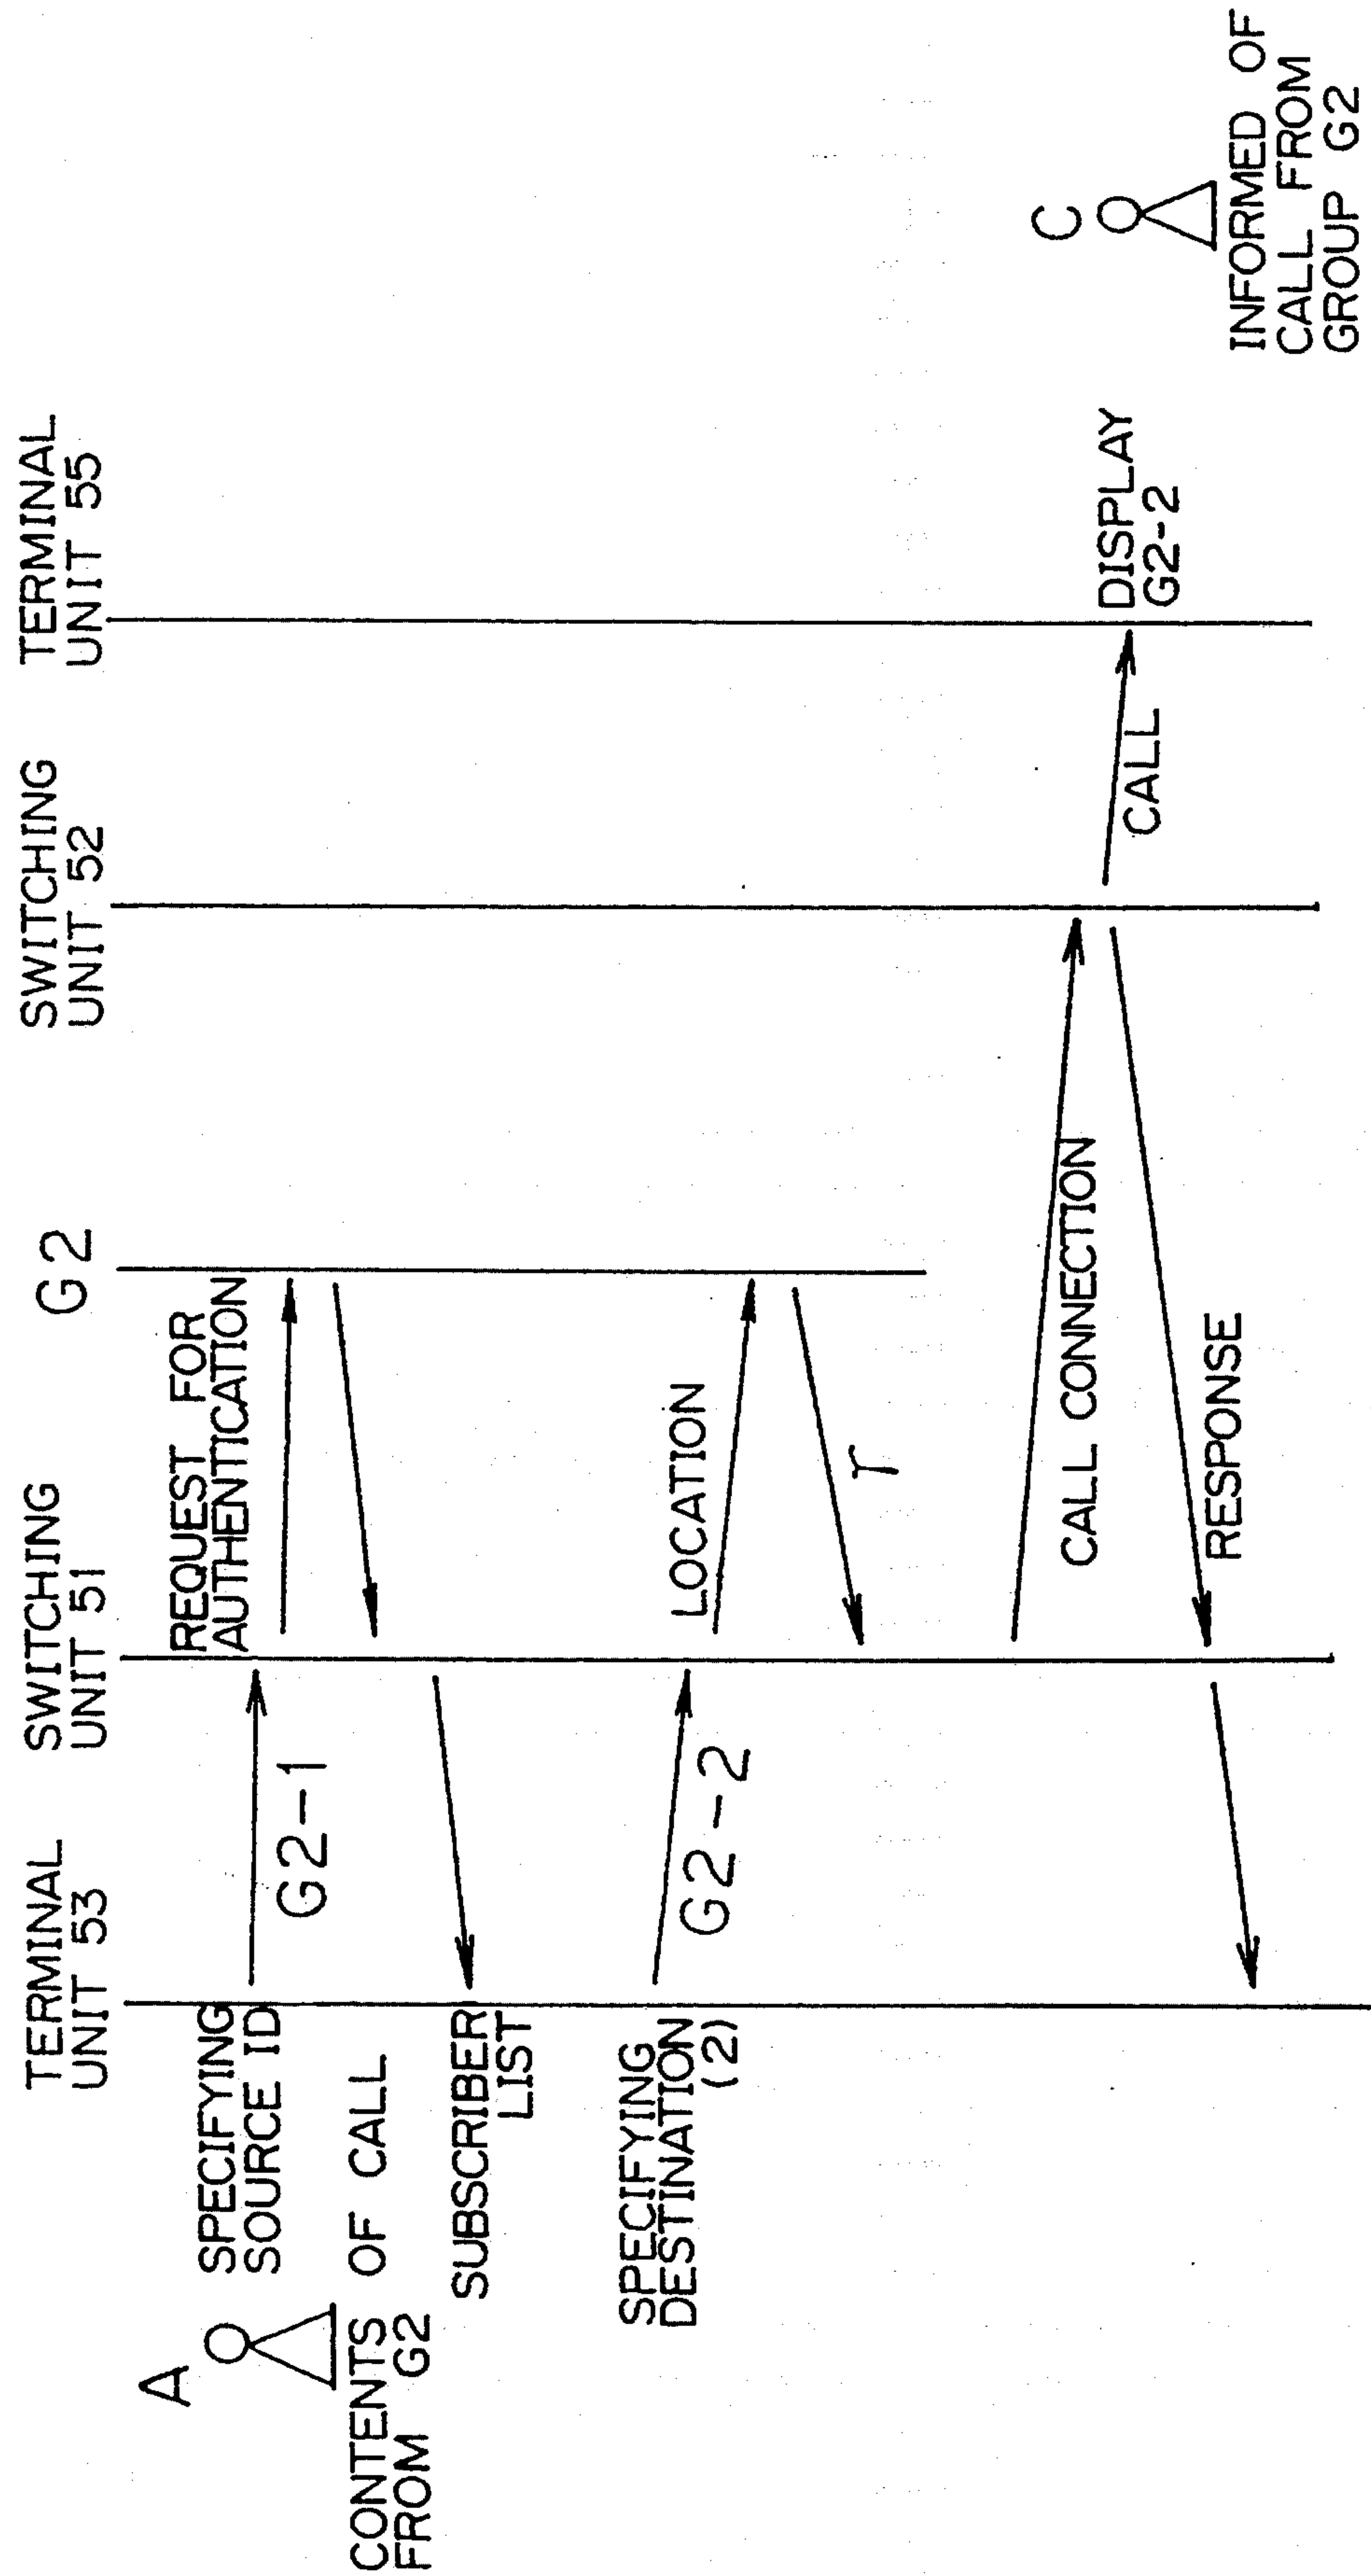 TERMINAL
UNIT 53
SWITCHING
UNIT 51
G2
SWITCHING
UNIT 52
TERMINAL
UNIT 55
A
CONTENTS OF CALL
FROM G2
SPECIFYING
SOURCE ID
G2-1
REQUEST FOR
AUTHENTICATION
SUBSCRIBER
LIST
SPECIFYING
DESTINATION
(2)
G2-2
LOCATION
γ
CALL CONNECTION
RESPONSE
CALL
DISPLAY
G2-2
C
INFORMED OF
CALL FROM
GROUP G2